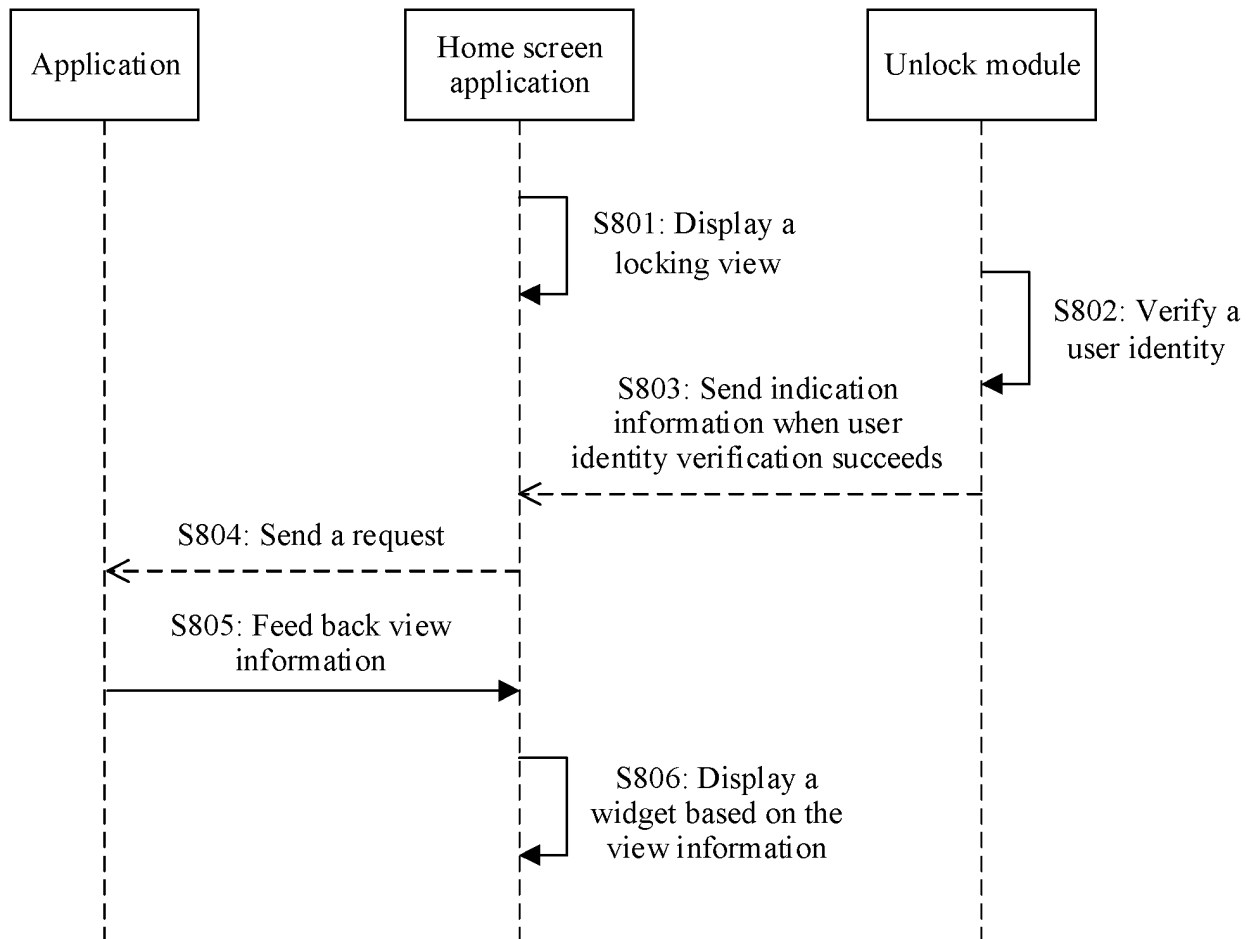 Application
Home screen
application
Unlock module
S801: Display a
locking view
S802: Verify a
user identity
S803: Send indication
information when user
identity verification succeeds
S804: Send a request
S805: Feed back view
information
S806: Display a
widget based on the
view information